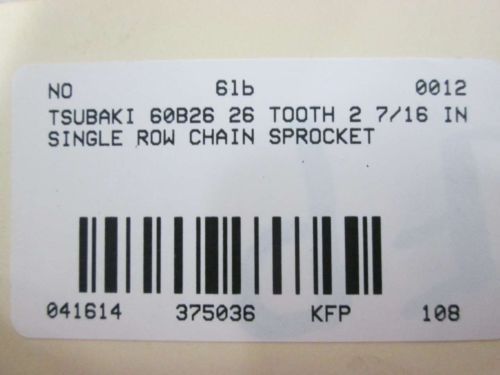 NO 6lb 0012
TSUBAKI 60B26 26 TOOTH 2 7/16 IN
SINGLE ROW CHAIN SPROCKET
041614 375036 KFP 108